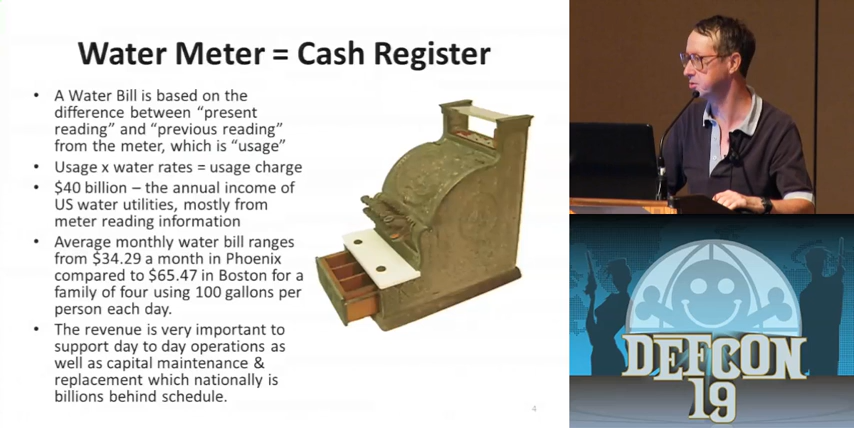 Water Meter = Cash Register
• A Water Bill is based on the
difference between “present
reading” and “previous reading”
from the meter, which is “usage”
• Usage x water rates = usage charge
• $40 billion – the annual income of
US water utilities, mostly from
meter reading information
• Average monthly water bill ranges
from $34.29 a month in Phoenix
compared to $65.47 in Boston for a
family of four using 100 gallons per
person each day.
• The revenue is very important to
support day to day operations as
well as capital maintenance &
replacement which nationally is
billions behind schedule.
4
DEFCON
19